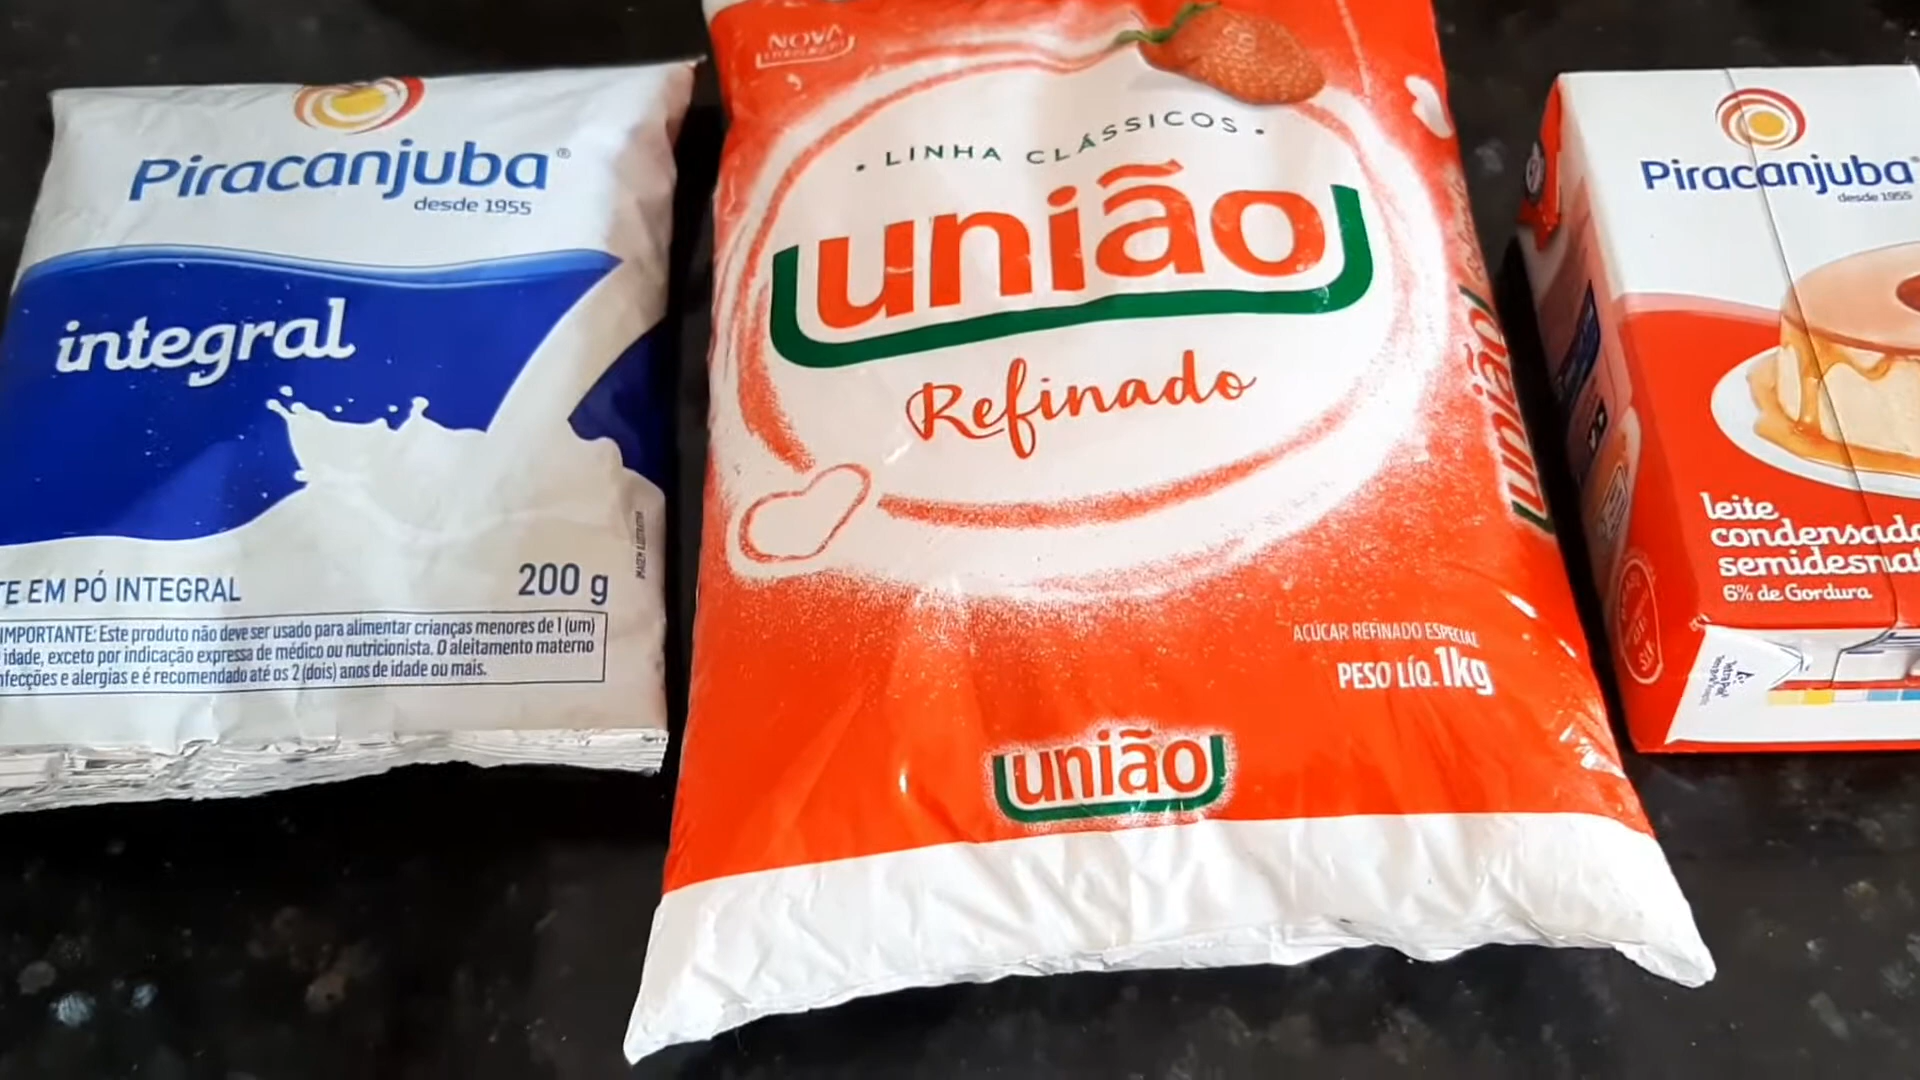 Piracanjuba®
desde 1955
integral
TE EM PÓ INTEGRAL
200 g
IMPORTANTE: Este produto não deve ser usado para alimentar crianças menores de 1 (um)
idade, exceto por indicação expressa de médico ou nutricionista. O aleitamento materno
nfecções e alergias e é recomendado até os 2 (dois) anos de idade ou mais.
IMAGEM ILUSTRATIVA
NOVA
• LINHA CLÁSSICOS •
união
Refinado
AÇÚCAR REFINADO ESPECIAL
PESO LÍQ. 1kg
união
união
Piracanjuba®
desde 1955
leite
condensado
semidesnat
6% de Gordura